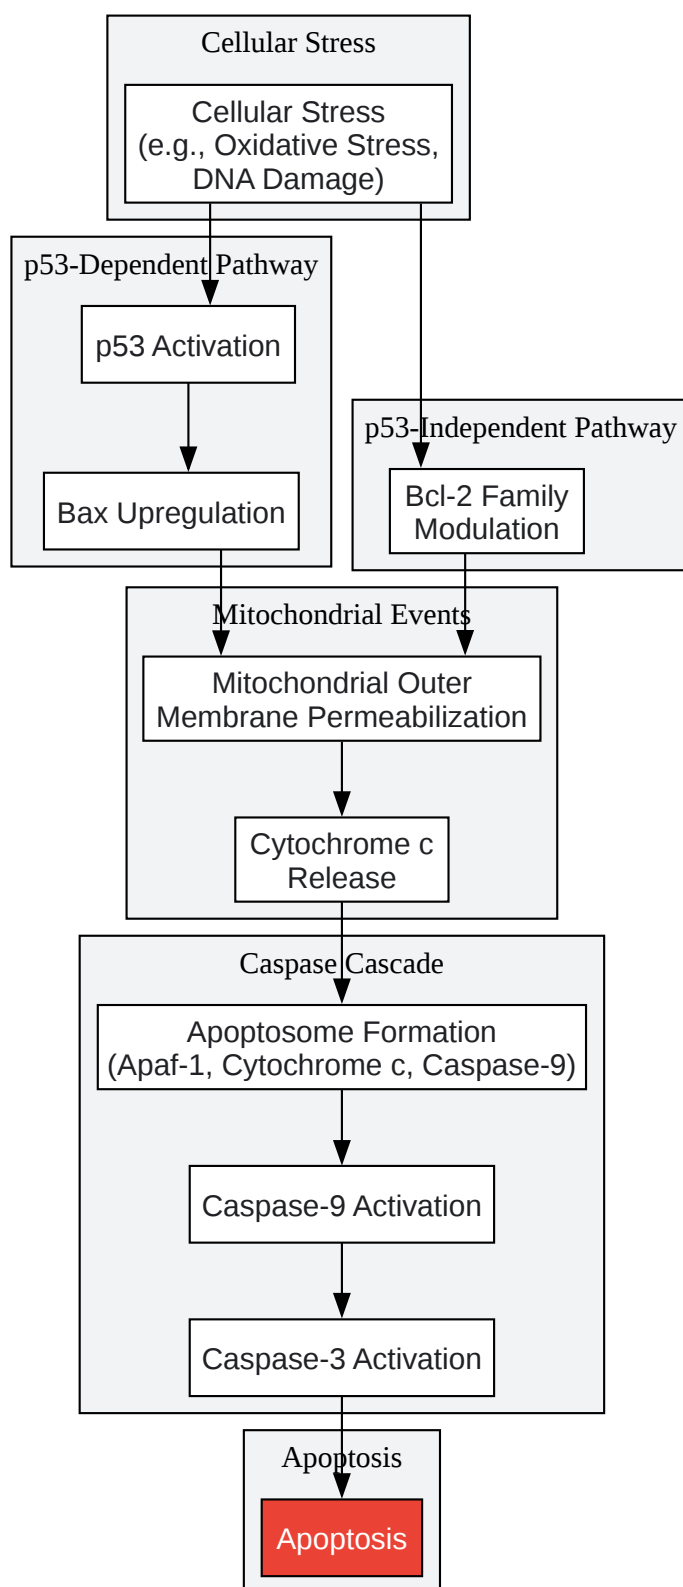 Cellular Stress
Cellular Stress
(e.g., Oxidative Stress,
DNA Damage)
p53-Dependent Pathway
p53 Activation
Bax Upregulation
p53-Independent Pathway
Bcl-2 Family
Modulation
Mitochondrial Events
Mitochondrial Outer
Membrane Permeabilization
Cytochrome c
Release
Caspase Cascade
Apoptosome Formation
(Apaf-1, Cytochrome c, Caspase-9)
Caspase-9 Activation
Caspase-3 Activation
Apoptosis
Apoptosis